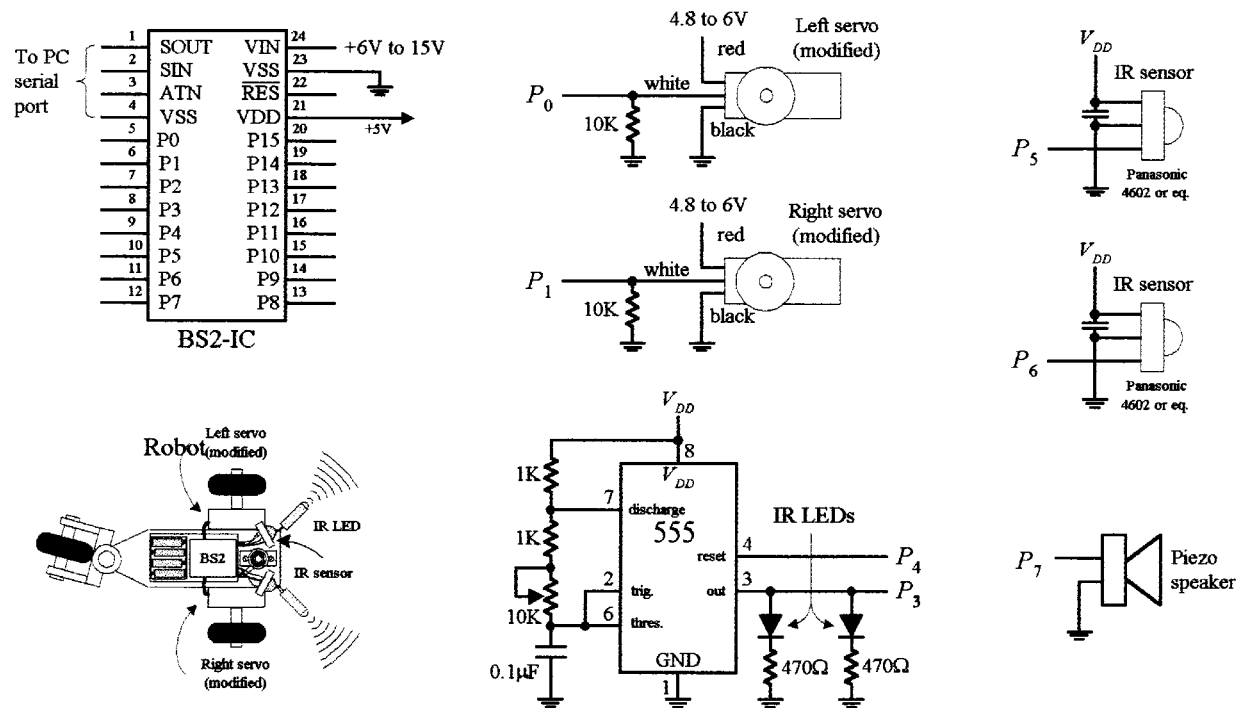 To PC
serial
port
1 SOUT VIN 24 +6V to 15V
2 SIN VSS 23
3 ATN RES 22
4 VSS VDD 21 +5V
5 P0 P15 20
6 P1 P14 19
7 P2 P13 18
8 P3 P12 17
9 P4 P11 16
10 P5 P10 15
11 P6 P9 14
12 P7 P8 13
BS2-IC
4.8 to 6V
red
Left servo
(modified)
P0
white
10K
black
4.8 to 6V
red
Right servo
(modified)
P1
white
10K
black
VDD
IR sensor
P5
Panasonic
4602 or eq.
VDD
IR sensor
P6
Panasonic
4602 or eq.
Robot
Left servo
(modified)
IR LED
BS2
IR sensor
Right servo
(modified)
VDD
8
VDD
1K
7 discharge
555
IR LEDs
1K
reset 4 P4
2 trig.
out 3 P3
10K
6 thres.
0.1µF
GND
1
470Ω
470Ω
P7
Piezo
speaker